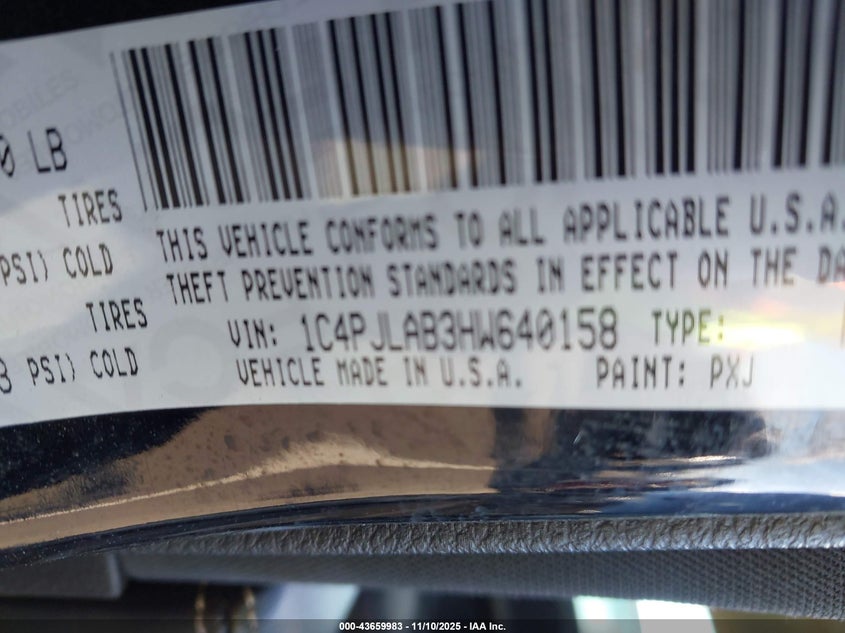 0 LB
TIRES
PSI) COLD
TIRES
PSI) COLD
THIS VEHICLE CONFORMS TO ALL APPLICABLE U.S.A.
THEFT PREVENTION STANDARDS IN EFFECT ON THE DA
VIN: 1C4PJLAB3HW640158 TYPE:
VEHICLE MADE IN U.S.A. PAINT: PXJ
000-43659983 - 11/10/2025 - IAA Inc.